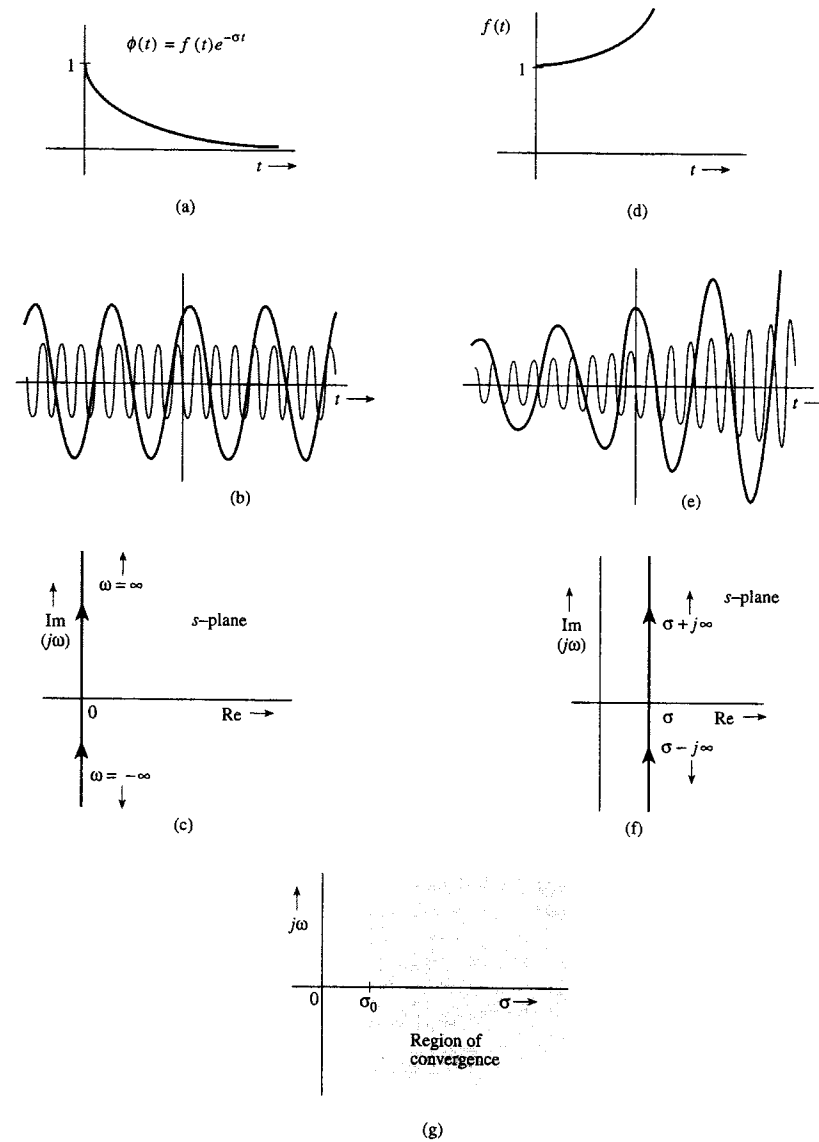 ϕ(t) = f(t)e^{−σt}
1
t →
(a)
f(t)
1
t →
(d)
t →
(b)
t →
(e)
ω = ∞
Im
(jω)
s–plane
0
Re →
ω = −∞
(c)
s–plane
Im
(jω)
σ + j∞
σ
Re →
σ − j∞
(f)
jω
0
σ₀
σ →
Region of
convergence
(g)